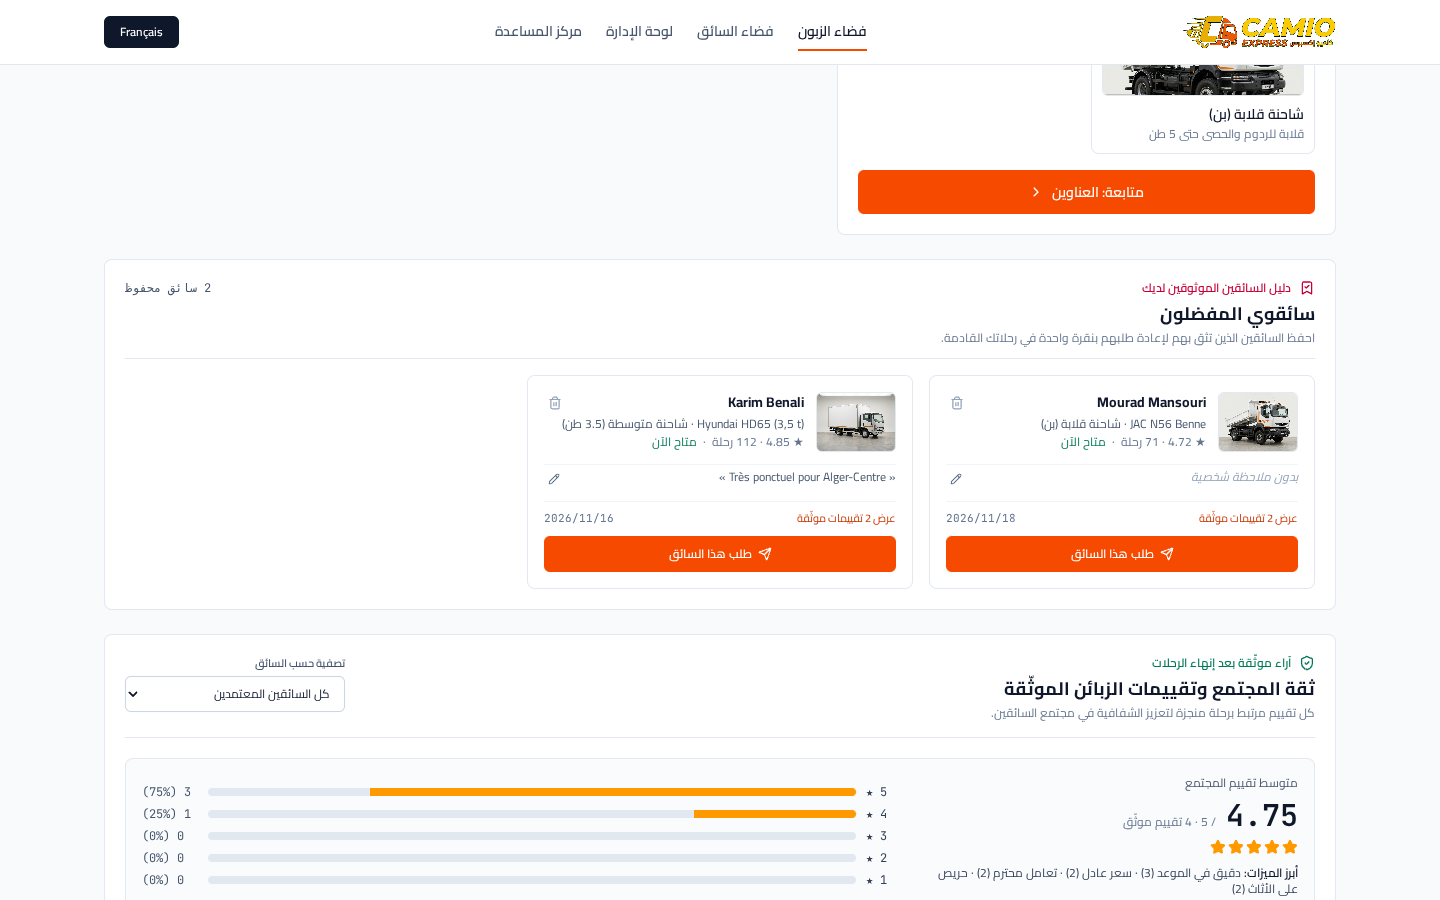 CAMIO
EXPRESS كاميو إكسبريس
فضاء الزبون
فضاء السائق
لوحة الإدارة
مركز المساعدة
Français
شاحنة قلابة (بن)
قلابة للردوم والحصى حتى 5 طن
متابعة: العناوين
دليل السائقين الموثوقين لديك
2 سائق محفوظ
سائقوي المفضلون
احفظ السائقين الذين تثق بهم لإعادة طلبهم بنقرة واحدة في رحلاتك القادمة.
Mourad Mansouri
JAC N56 Benne · شاحنة قلابة (بن)
★ 4.72 · 71 رحلة · متاح الآن
بدون ملاحظة شخصية
عرض 2 تقييمات موثّقة
2026/11/18
طلب هذا السائق
Karim Benali
Hyundai HD65 (3,5 t) · شاحنة متوسطة (3.5 طن)
★ 4.85 · 112 رحلة · متاح الآن
« Très ponctuel pour Alger-Centre »
عرض 2 تقييمات موثّقة
2026/11/16
طلب هذا السائق
آراء موثّقة بعد إنهاء الرحلات
ثقة المجتمع وتقييمات الزبائن الموثّقة
كل تقييم مرتبط برحلة منجزة لتعزيز الشفافية في مجتمع السائقين.
تصفية حسب السائق
كل السائقين المعتمدين
متوسط تقييم المجتمع
4.75 / 5 · 4 تقييم موثّق
أبرز الميزات: دقيق في الموعد (3) · سعر عادل (2) · تعامل محترم (2) · حريص
على الأثاث (2)
5 ★ 3 (75%)
4 ★ 1 (25%)
3 ★ 0 (0%)
2 ★ 0 (0%)
1 ★ 0 (0%)